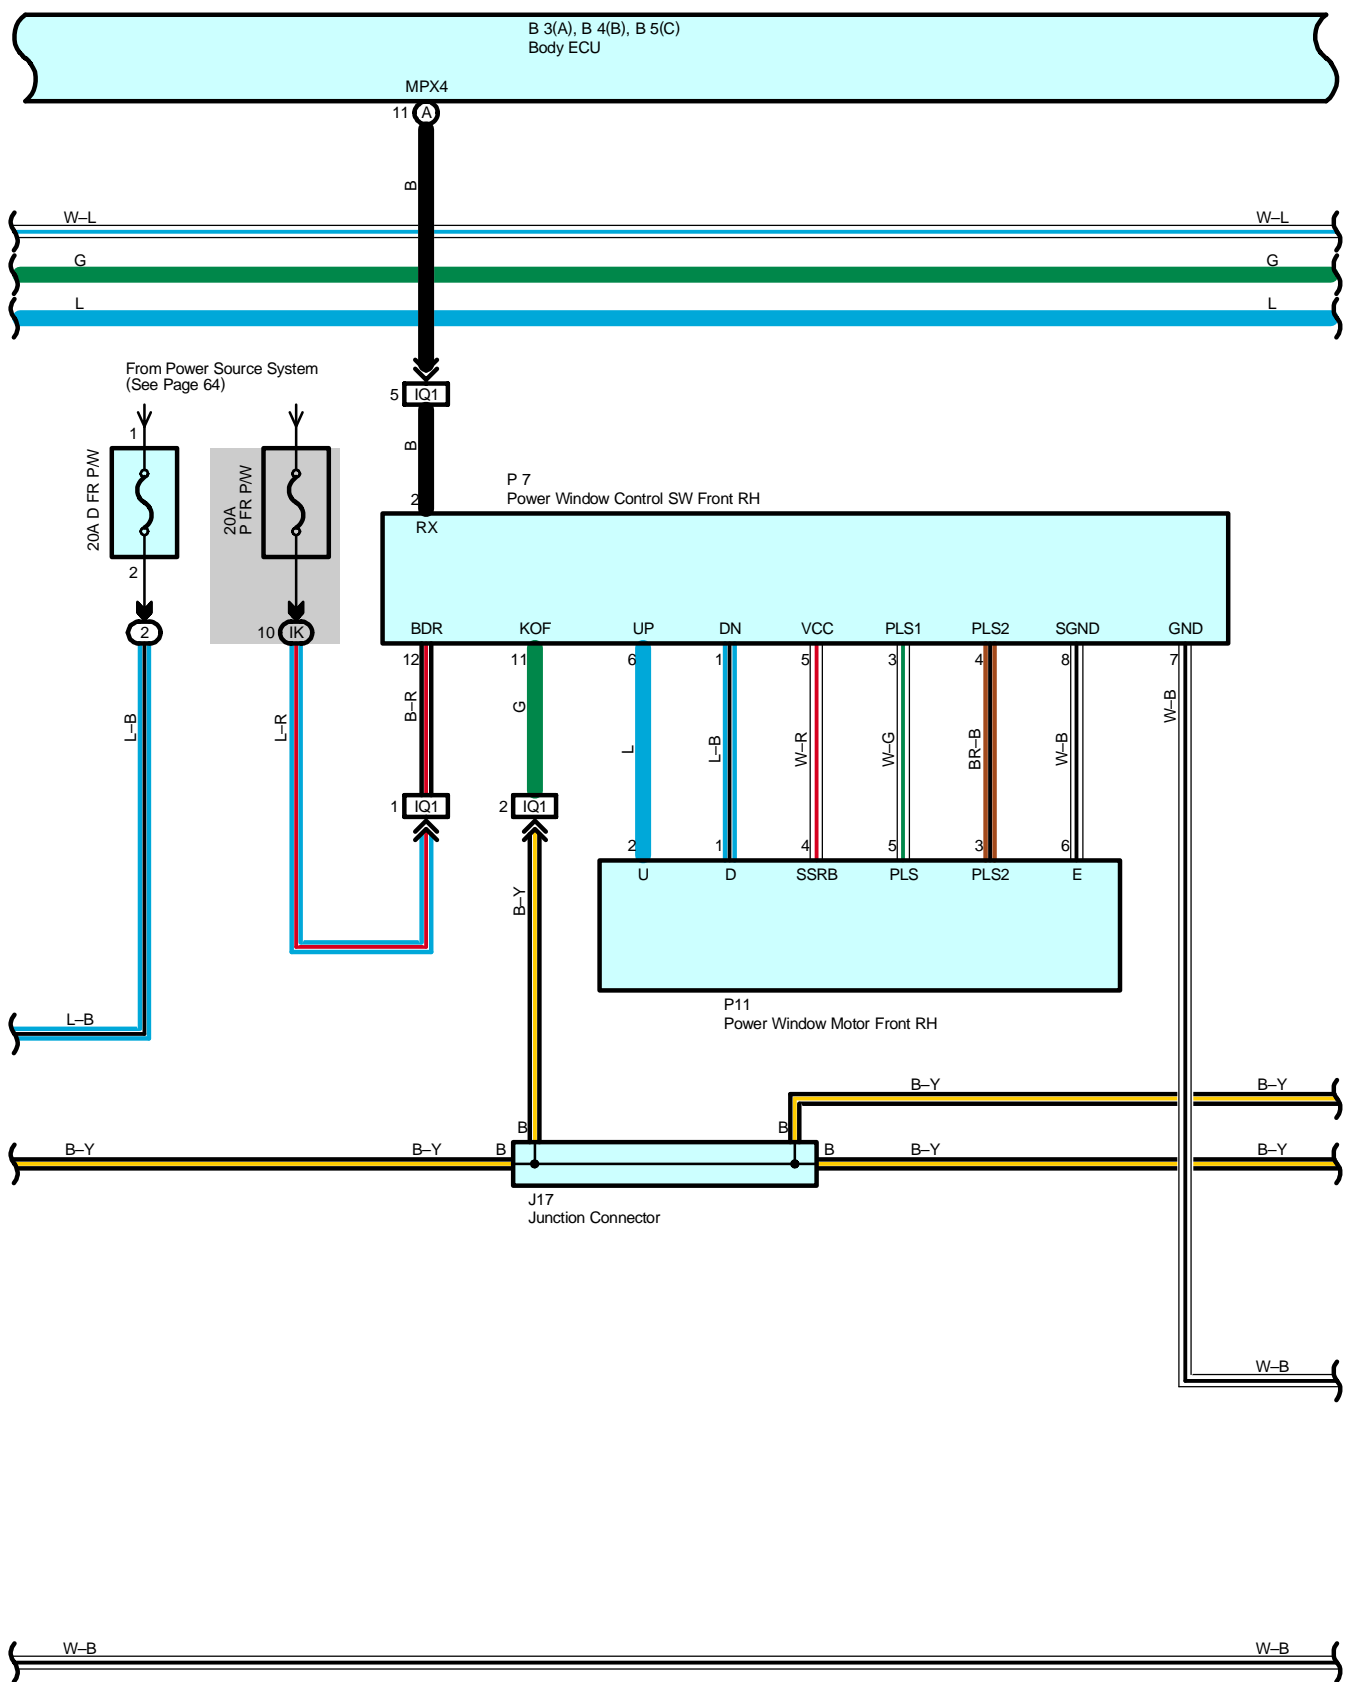 B 3(A), B 4(B), B 5(C)
Body ECU
MPX4
11 A
B
W–L W–L
G G
L L
From Power Source System
(See Page 64)
5 IQ1
1
B
20A D FR P/W
20A
P FR P/W
P 7
Power Window Control SW Front RH
2
RX
2
2
10 IK
BDR KOF UP DN VCC PLS1 PLS2 SGND GND
12 11 6 1 5 3 4 8 7
L–B L–R B–R G L L–B W–R W–G BR–B W–B W–B
1 IQ1 2 IQ1
2 1 4 5 3 6
U D SSRB PLS PLS2 E
B–Y
P11
Power Window Motor Front RH
L–B
B–Y B–Y
B B
B–Y B–Y B B B–Y B–Y
J17
Junction Connector
W–B
W–B W–B